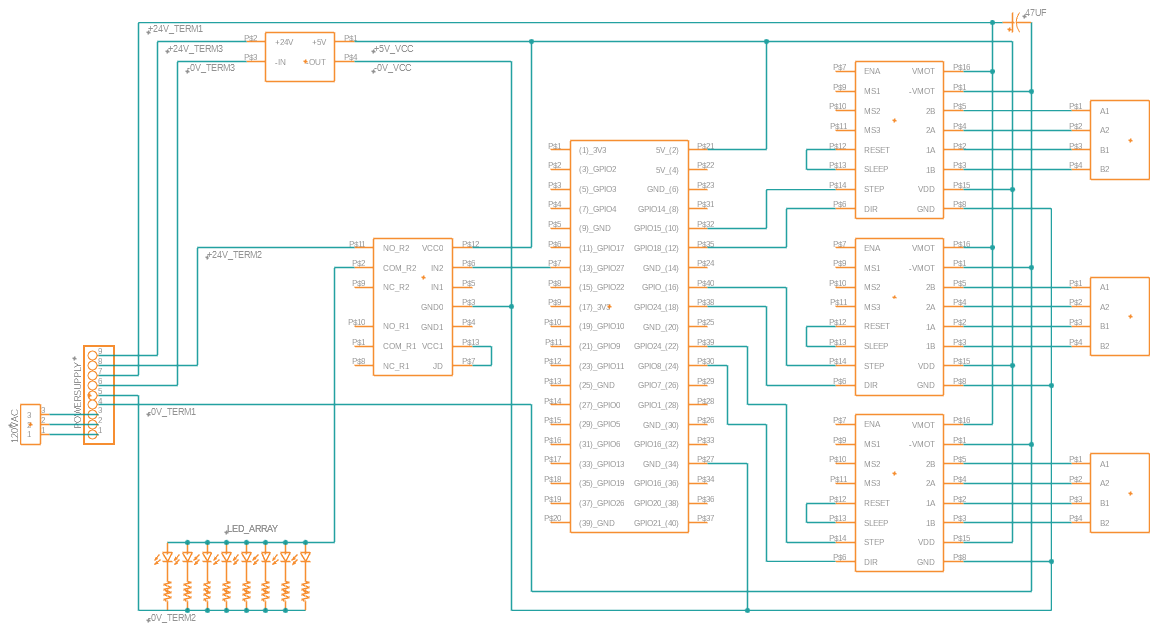 47UF
+24V_TERM1
P$2 +24V +5V P$1
+24V_TERM3 +5V_VCC
P$3 -IN -OUT P$4
-0V_TERM3 -0V_VCC
P$7 ENA VMOT P$16
P$9 MS1 -VMOT P$1
P$10 MS2 2B P$5
P$11 MS3 2A P$4
P$12 RESET 1A P$2
P$13 SLEEP 1B P$3
P$14 STEP VDD P$15
P$6 DIR GND P$8
P$1 A1
P$2 A2
P$3 B1
P$4 B2
P$1 (1)_3V3 5V_(2) P$21
P$2 (3)_GPIO2 5V_(4) P$22
P$3 (5)_GPIO3 GND_(6) P$23
P$4 (7)_GPIO4 GPIO14_(8) P$31
P$5 (9)_GND GPIO15_(10) P$32
P$6 (11)_GPIO17 GPIO18_(12) P$35
P$7 (13)_GPIO27 GND_(14) P$24
P$8 (15)_GPIO22 GPIO_(16) P$40
P$9 (17)_3V3 GPIO24_(18) P$38
P$10 (19)_GPIO10 GND_(20) P$25
P$11 (21)_GPIO9 GPIO24_(22) P$39
P$12 (23)_GPIO11 GPIO8_(24) P$30
P$13 (25)_GND GPIO7_(26) P$29
P$14 (27)_GPIO0 GPIO1_(28) P$28
P$15 (29)_GPIO5 GND_(30) P$26
P$16 (31)_GPIO6 GPIO16_(32) P$33
P$17 (33)_GPIO13 GND_(34) P$27
P$18 (35)_GPIO19 GPIO16_(36) P$34
P$19 (37)_GPIO26 GPIO20_(38) P$36
P$20 (39)_GND GPIO21_(40) P$37
+24V_TERM2
P$11 NO_R2 VCC0 P$12
P$2 COM_R2 IN2 P$6
P$9 NC_R2 IN1 P$5
GND0 P$3
P$10 NO_R1 GND1 P$4
P$1 COM_R1 VCC1 P$13
P$8 NC_R1 JD P$7
P$7 ENA VMOT P$16
P$9 MS1 -VMOT P$1
P$10 MS2 2B P$5
P$11 MS3 2A P$4
P$12 RESET 1A P$2
P$13 SLEEP 1B P$3
P$14 STEP VDD P$15
P$6 DIR GND P$8
P$1 A1
P$2 A2
P$3 B1
P$4 B2
POWERSUPPLY
9
8
7
6
5
4
3
2
1
120VAC
3 3
2 2
1 1
-0V_TERM1
P$7 ENA VMOT P$16
P$9 MS1 -VMOT P$1
P$10 MS2 2B P$5
P$11 MS3 2A P$4
P$12 RESET 1A P$2
P$13 SLEEP 1B P$3
P$14 STEP VDD P$15
P$6 DIR GND P$8
P$1 A1
P$2 A2
P$3 B1
P$4 B2
LED_ARRAY
-0V_TERM2